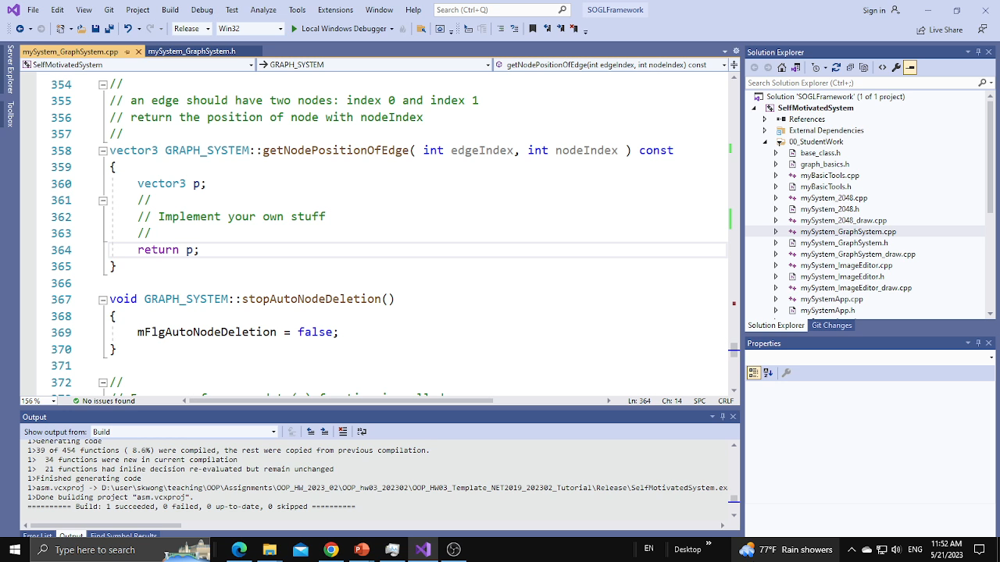 File Edit View Git Project Build Debug Test Analyze Tools Extensions Window Help Search (Ctrl+Q) SOGLFramework Sign in
Release Win32 Local Windows Debugger Live Share
Server Explorer
Toolbox
mySystem_GraphSystem.cpp mySystem_GraphSystem.h
SelfMotivatedSystem GRAPH_SYSTEM getNodePositionOfEdge(int edgeIndex, int nodeIndex) const
354 //
355 // an edge should have two nodes: index 0 and index 1
356 // return the position of node with nodeIndex
357 //
358 vector3 GRAPH_SYSTEM::getNodePositionOfEdge( int edgeIndex, int nodeIndex ) const
359 {
360 vector3 p;
361 //
362 // Implement your own stuff
363 //
364 return p;
365 }
366
367 void GRAPH_SYSTEM::stopAutoNodeDeletion()
368 {
369 mFlgAutoNodeDeletion = false;
370 }
371
372 //
156 % No issues found Ln: 364 Ch: 14 SPC CRLF
Output
Show output from: Build
1>Generating code
1>39 of 454 functions ( 8.6%) were compiled, the rest were copied from previous compilation.
1> 34 functions were new in current compilation
1> 21 functions had inline decision re-evaluated but remain unchanged
1>Finished generating code
1>asm.vcxproj -> D:\user\skwong\teaching\OOP\Assignments\OOP_HW_2023_02\OOP_hw03_202302\OOP_HW03_Template_NET2019_202302_Tutorial\Release\SelfMotivatedSystem.ex
1>Done building project "asm.vcxproj".
========== Build: 1 succeeded, 0 failed, 0 up-to-date, 0 skipped ==========
Error List Output Find Symbol Results
Solution Explorer
Search Solution Explorer (Ctrl+;)
Solution 'SOGLFramework' (1 of 1 project)
SelfMotivatedSystem
References
External Dependencies
00_StudentWork
base_class.h
graph_basics.h
myBasicTools.cpp
myBasicTools.h
mySystem_2048.cpp
mySystem_2048.h
mySystem_2048_draw.cpp
mySystem_GraphSystem.cpp
mySystem_GraphSystem.h
mySystem_GraphSystem_draw.cpp
mySystem_ImageEditor.cpp
mySystem_ImageEditor.h
mySystem_ImageEditor_draw.cpp
mySystemApp.cpp
mySystemApp.h
Solution Explorer Git Changes
Properties
Type here to search EN Desktop 77°F Rain showers ENG 11:52 AM
5/21/2023